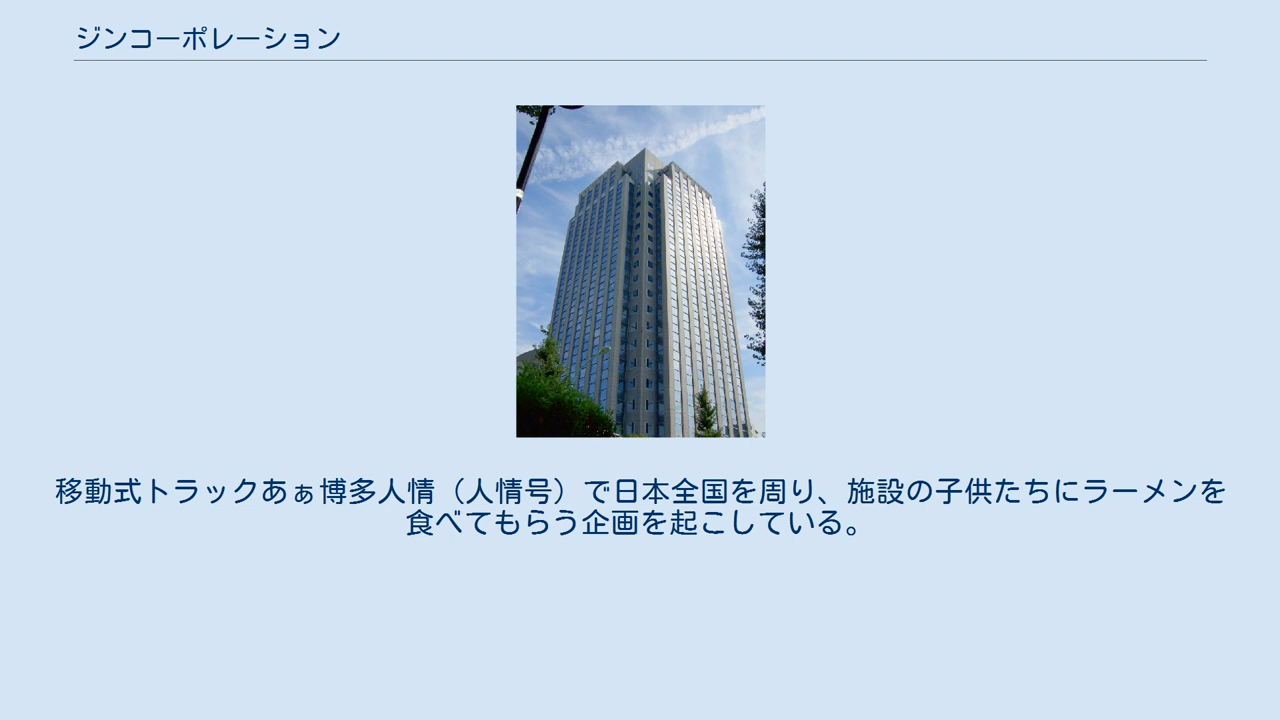 ジンコーポレーション
移動式トラックあぁ博多人情（人情号）で日本全国を周り、施設の子供たちにラーメンを
食べてもらう企画を起こしている。